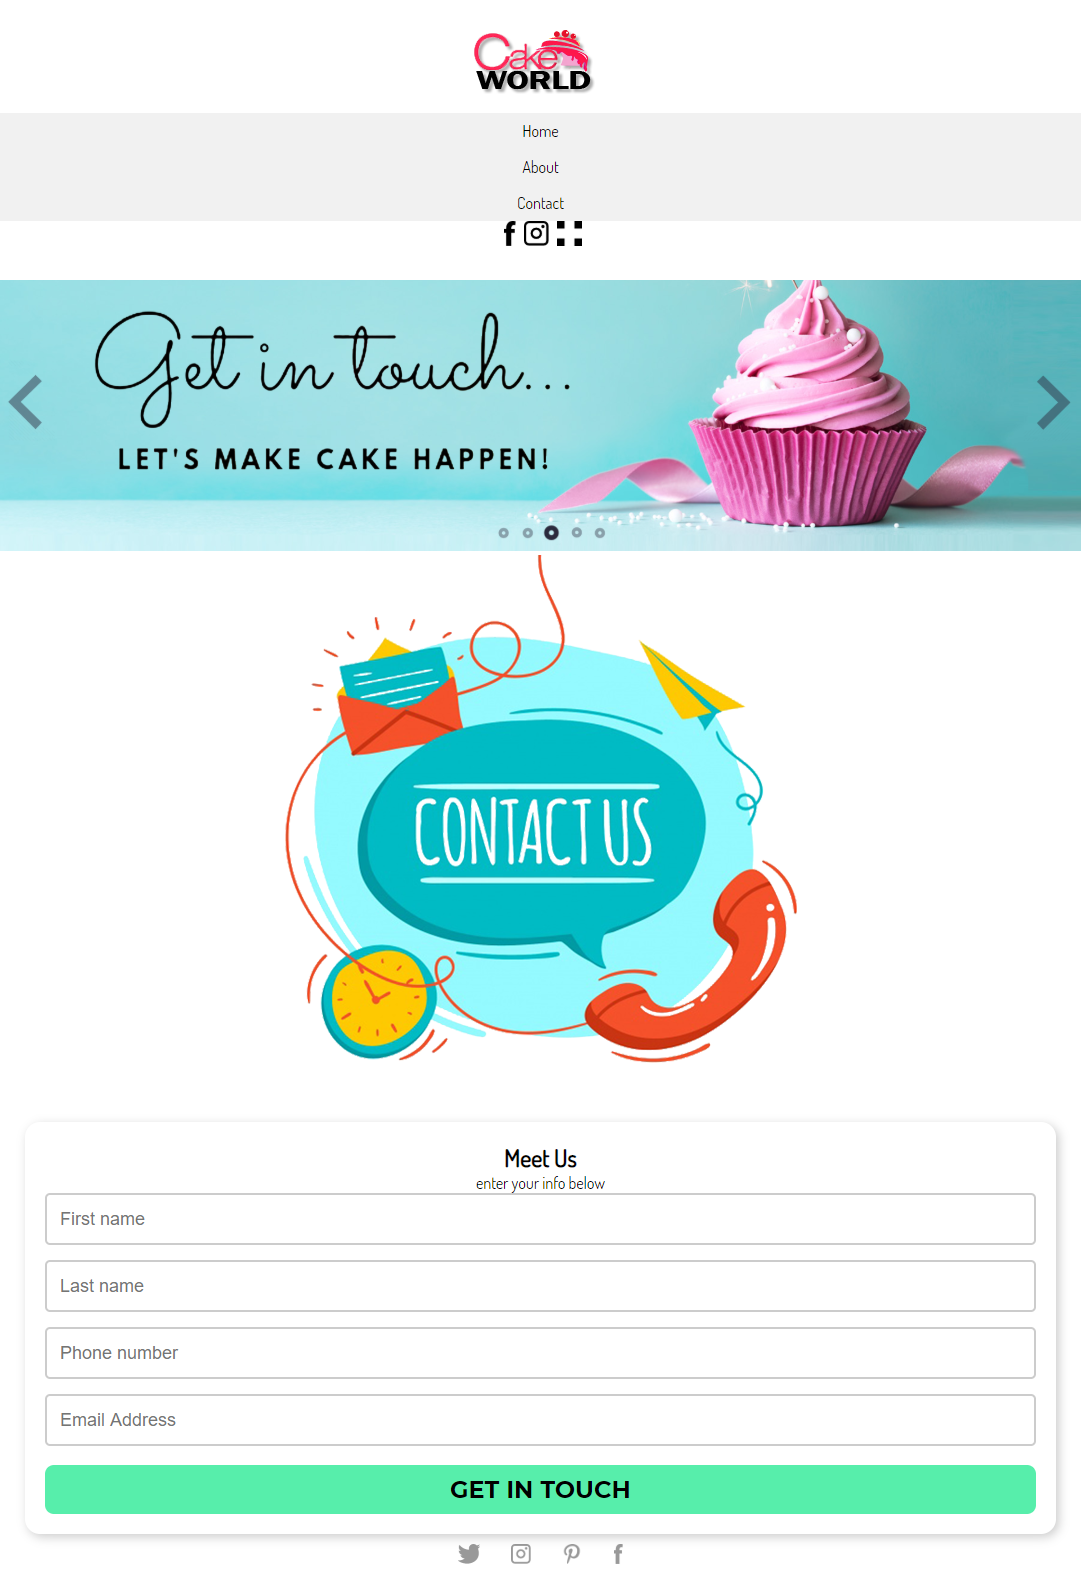 Cake
WORLD
Home
About
Contact
Get in touch...
LET'S MAKE CAKE HAPPEN!
CONTACT US
Meet Us
enter your info below
First name
Last name
Phone number
Email Address
GET IN TOUCH